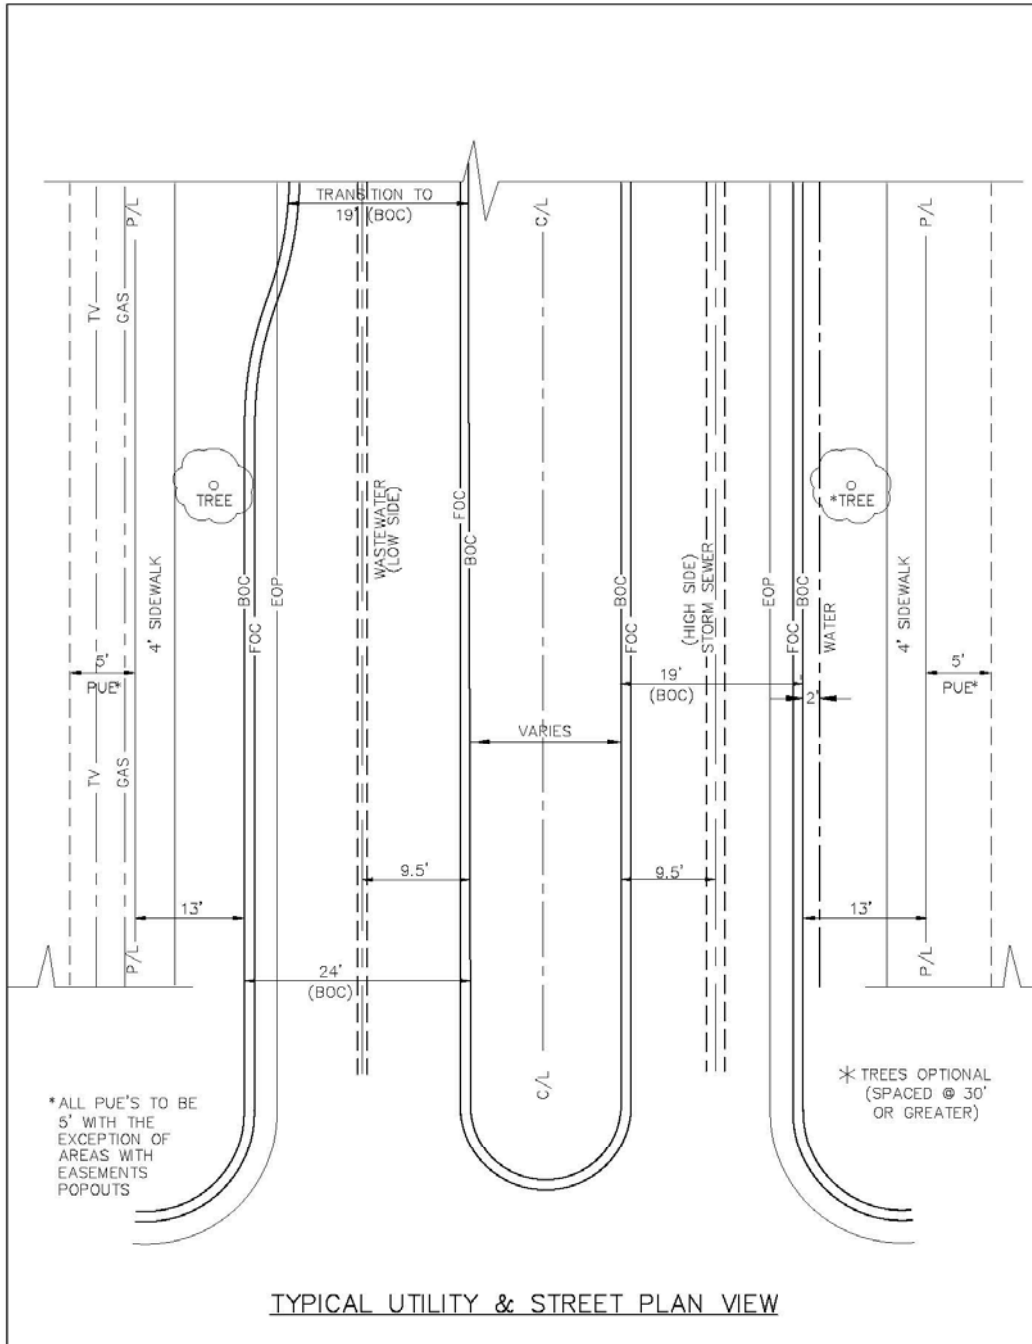 TRANSITION TO
19' (BOC)
P/L
C/L
P/L
TV
GAS
TREE
*TREE
WASTEWATER
(LOW SIDE)
FOC
BOC
(HIGH SIDE)
STORM SEWER
4' SIDEWALK
BOC
FOC
EOP
BOC
FOC
EOP
FOC
BOC
WATER
4' SIDEWALK
5'
PUE*
19'
(BOC)
5'
PUE*
2'
VARIES
TV
GAS
9.5'
9.5'
13'
13'
P/L
24'
(BOC)
P/L
C/L
*ALL PUE'S TO BE
5' WITH THE
EXCEPTION OF
AREAS WITH
EASEMENTS
POPOUTS
* TREES OPTIONAL
(SPACED @ 30'
OR GREATER)
TYPICAL UTILITY & STREET PLAN VIEW